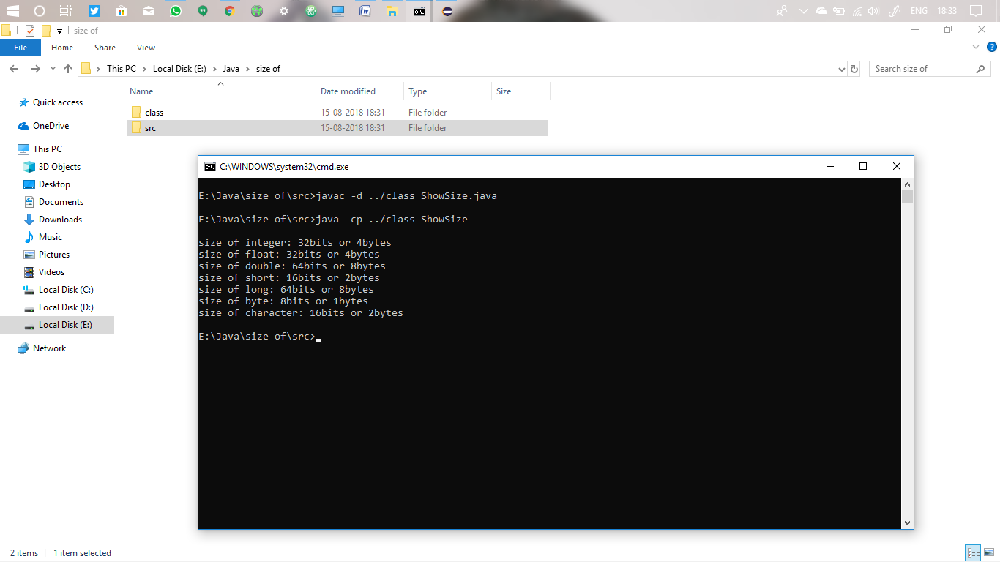 ENG 18:33
size of
File Home Share View
This PC Local Disk (E:) Java size of
Search size of
Name Date modified Type Size
Quick access
OneDrive
This PC
3D Objects
Desktop
Documents
Downloads
Music
Pictures
Videos
Local Disk (C:)
Local Disk (D:)
Local Disk (E:)
Network
class 15-08-2018 18:31 File folder
src 15-08-2018 18:31 File folder
C:\WINDOWS\system32\cmd.exe
E:\Java\size of\src>javac -d ../class ShowSize.java
E:\Java\size of\src>java -cp ../class ShowSize
size of integer: 32bits or 4bytes
size of float: 32bits or 4bytes
size of double: 64bits or 8bytes
size of short: 16bits or 2bytes
size of long: 64bits or 8bytes
size of byte: 8bits or 1bytes
size of character: 16bits or 2bytes
E:\Java\size of\src>
2 items 1 item selected